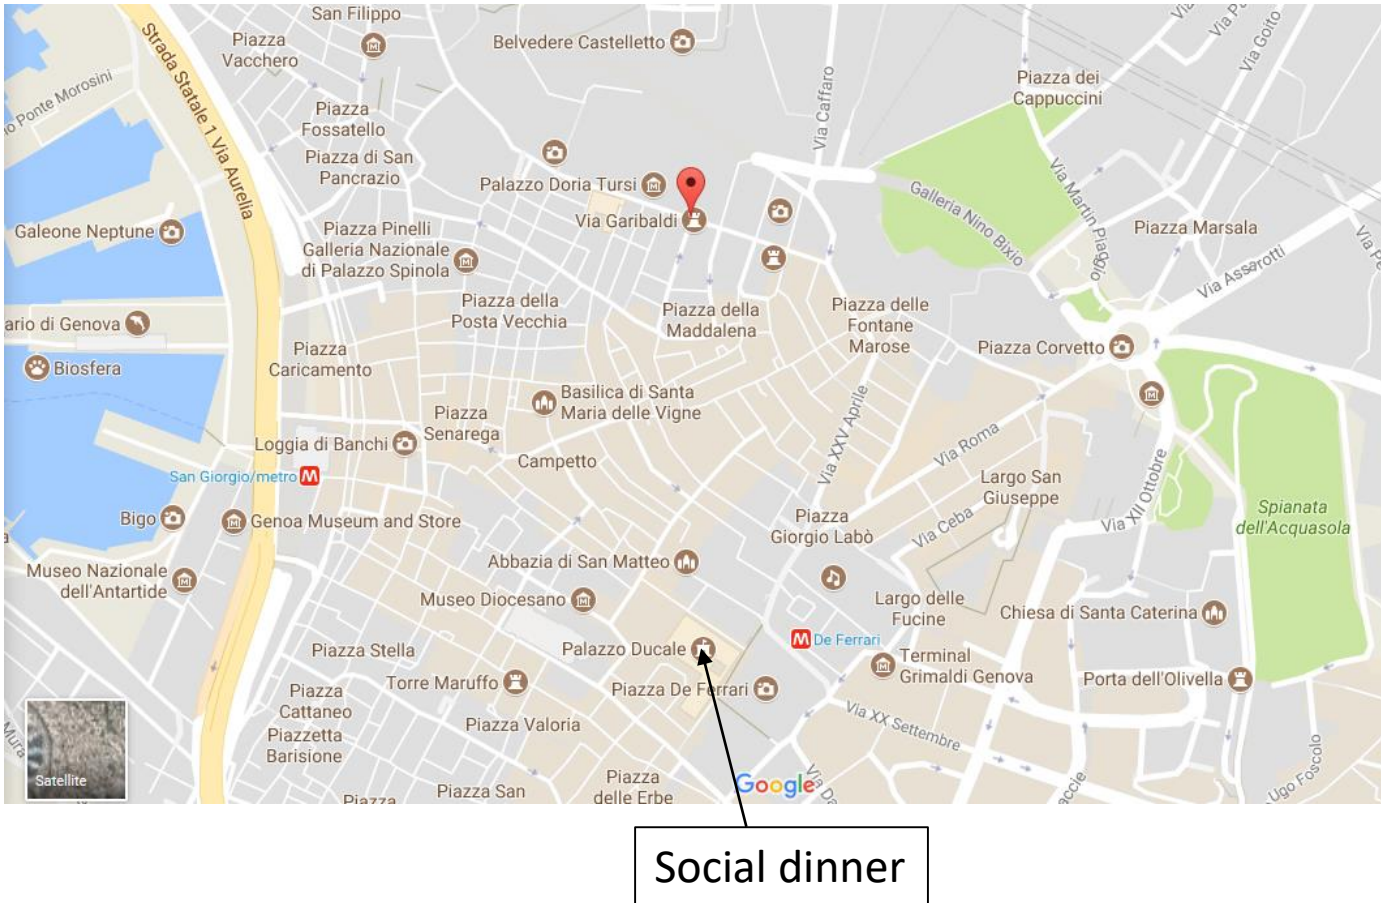 San Filippo
Strada Statale 1 Via Aurelia
Piazza
Vacchero
Belvedere Castelletto
Via Goito
Via Caffaro
Piazza dei
Cappuccini
Ponte Morosini
Piazza
Fossatello
Piazza di San
Pancrazio
Palazzo Doria Tursi
Via Martin Piaggio
Galleria Nino Bixio
Via Garibaldi
Galeone Neptune
Piazza Pinelli
Galleria Nazionale
di Palazzo Spinola
Piazza Marsala
Via Assarotti
Piazza della
Posta Vecchia
Piazza della
Maddalena
Piazza delle
Fontane
Marose
ario di Genova
Piazza
Caricamento
Piazza Corvetto
Biosfera
Basilica di Santa
Maria delle Vigne
Piazza
Senarega
Via XXV Aprile
Via Roma
Loggia di Banchi
Campetto
San Giorgio/metro
M
Largo San
Giuseppe
Via XII Ottobre
Spianata
dell'Acquasola
Bigo
Genoa Museum and Store
Piazza
Giorgio Labò
Via Ceba
Abbazia di San Matteo
Museo Nazionale
dell'Antartide
Museo Diocesano
Largo delle
Fucine
Chiesa di Santa Caterina
M
De Ferrari
Piazza Stella
Palazzo Ducale
Terminal
Grimaldi Genova
Torre Maruffo
Piazza De Ferrari
Porta dell'Olivella
Piazza
Cattaneo
Piazzetta
Barisione
Piazza Valoria
Via XX Settembre
Mura
Satellite
Piazza
Piazza San
Piazza
delle Erbe
Google
Via Da
accie
Ugo Foscolo
Social dinner